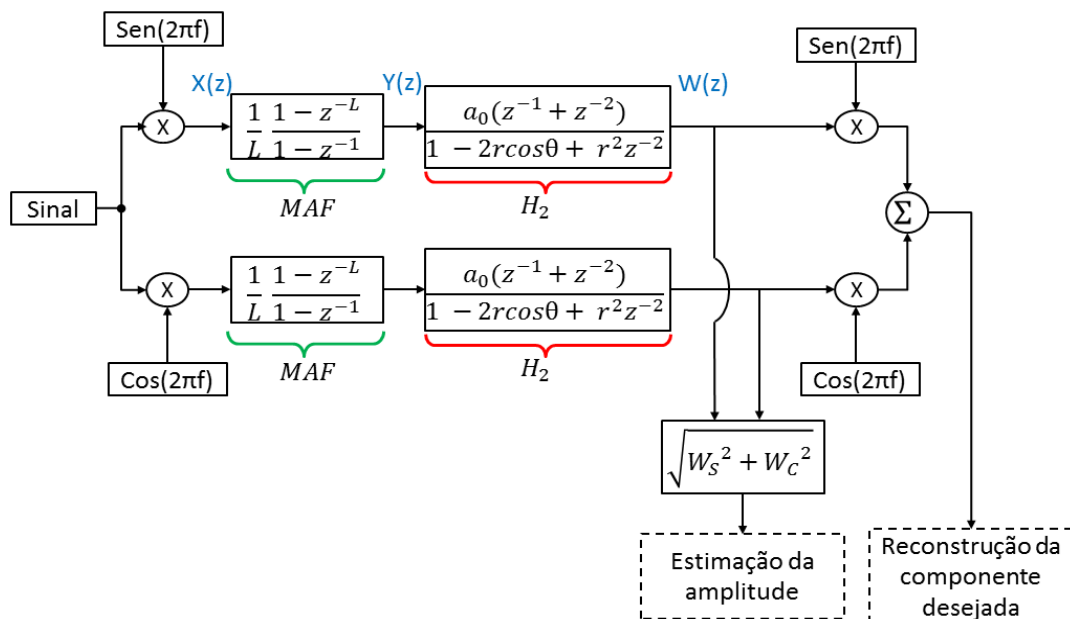 Sen(2πf)
Sen(2πf)
X(z)
Y(z)
W(z)
X
1/L (1 − z^{-L})/(1 − z^{-1})
a₀(z^{-1} + z^{-2})/(1 − 2rcosθ + r²z^{-2})
X
MAF
H₂
Sinal
Σ
X
1/L (1 − z^{-L})/(1 − z^{-1})
a₀(z^{-1} + z^{-2})/(1 − 2rcosθ + r²z^{-2})
X
MAF
H₂
Cos(2πf)
Cos(2πf)
√(W_S² + W_C²)
Estimação da
amplitude
Reconstrução da
componente
desejada